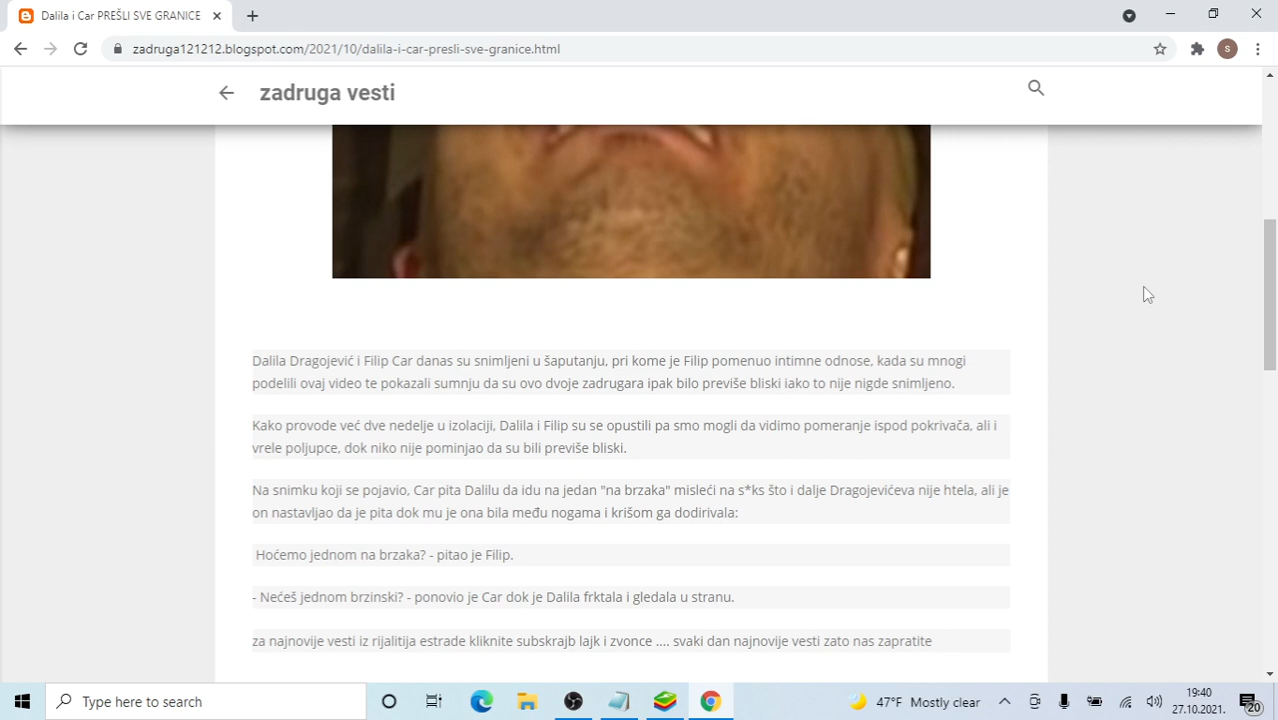 Dalila i Car PREŠLI SVE GRANICE
zadruga121212.blogspot.com/2021/10/dalila-i-car-presli-sve-granice.html
S
zadruga vesti
Dalila Dragojević i Filip Car danas su snimljeni u šaputanju, pri kome je Filip pomenuo intimne odnose, kada su mnogi
podelili ovaj video te pokazali sumnju da su ovo dvoje zadrugara ipak bilo previše bliski iako to nije nigde snimljeno.
Kako provode već dve nedelje u izolaciji, Dalila i Filip su se opustili pa smo mogli da vidimo pomeranje ispod pokrivača, ali i
vrele poljupce, dok niko nije pominjao da su bili previše bliski.
Na snimku koji se pojavio, Car pita Dalilu da idu na jedan "na brzaka" misleći na s*ks što i dalje Dragojevićeva nije htela, ali je
on nastavljao da je pita dok mu je ona bila među nogama i krišom ga dodirivala:
Hoćemo jednom na brzaka? - pitao je Filip.
- Nećeš jednom brzinski? - ponovio je Car dok je Dalila frktala i gledala u stranu.
za najnovije vesti iz rijalitija estrade kliknite subskrajb lajk i zvonce .... svaki dan najnovije vesti zato nas zapratite
Type here to search
47°F Mostly clear
19:40
27.10.2021.
20